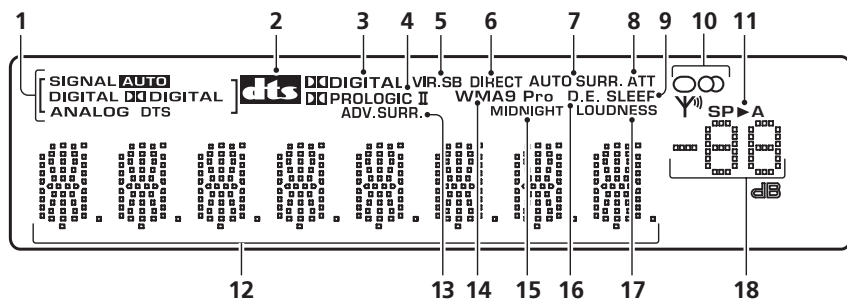 1 2 3 4 5 6 7 8 9 10 11
SIGNAL AUTO
DIGITAL DIGITAL
ANALOG DTS
dts
DIGITAL VIR.SB DIRECT AUTO SURR. ATT
PROLOGIC II WMA9 Pro D.E. SLEEP
ADV.SURR. MIDNIGHT LOUDNESS
SP►A
dB
12 13 14 15 16 17 18